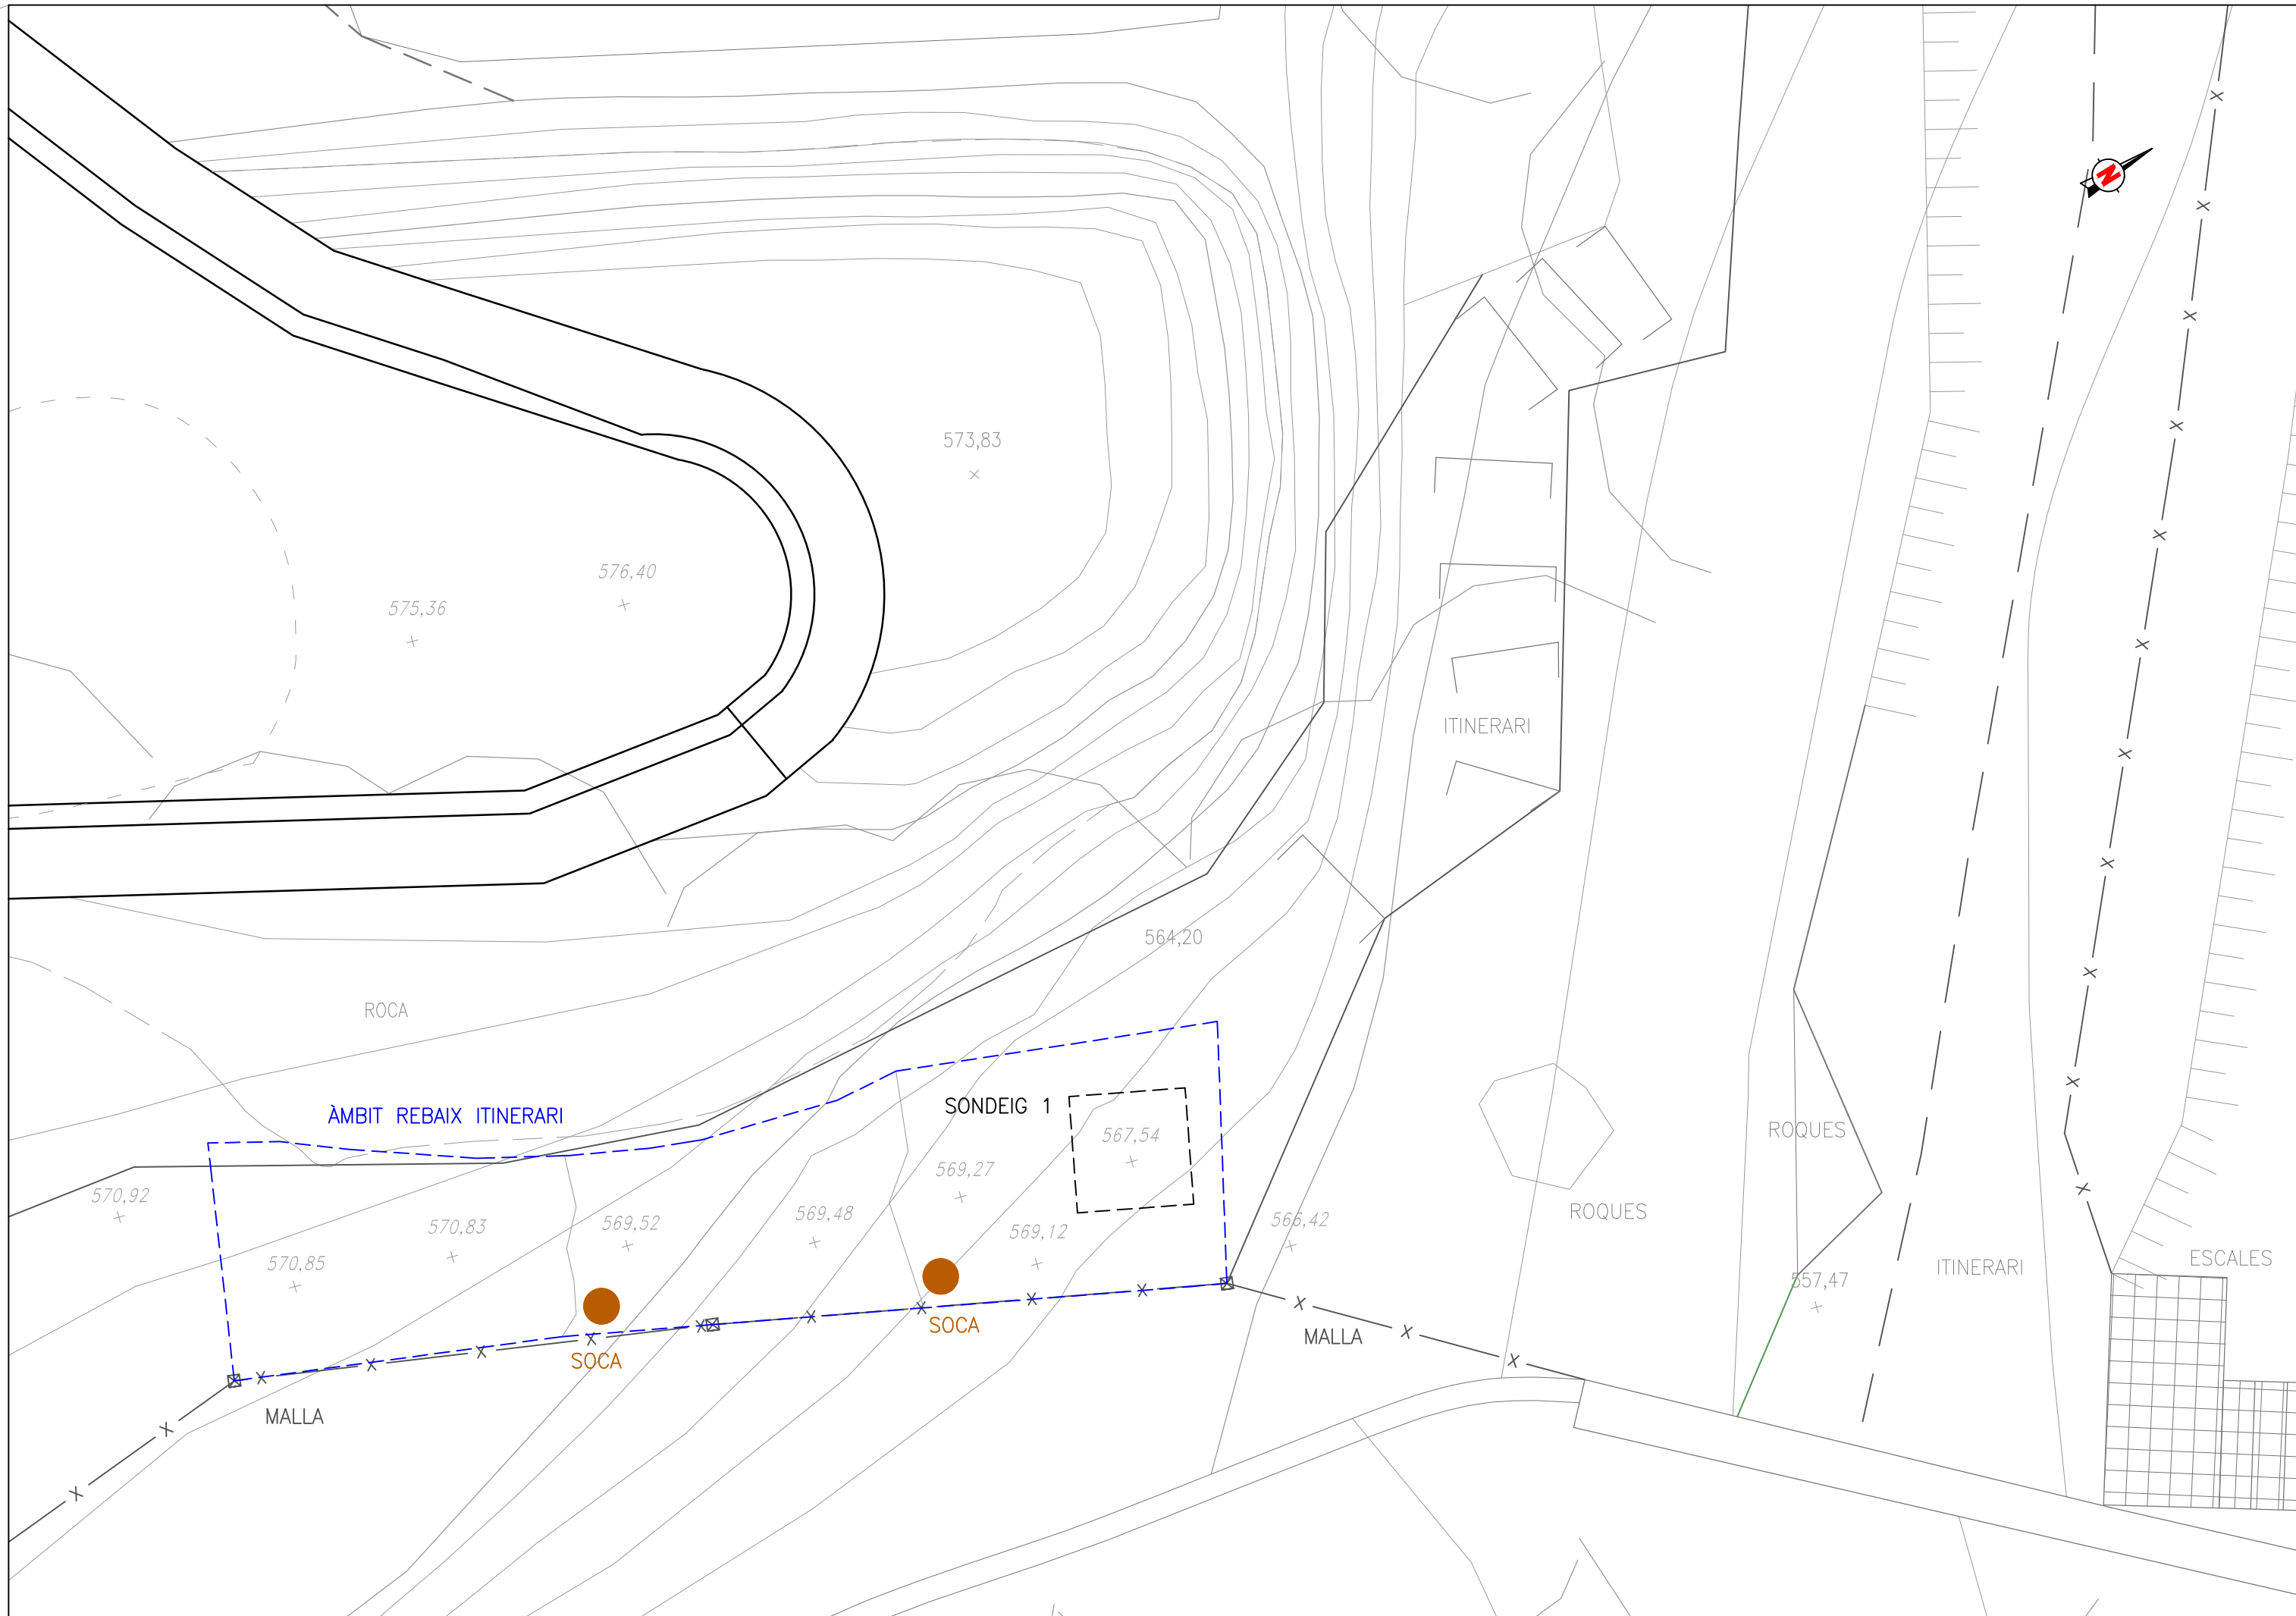 N
573,83
576,40
575,36
ITINERARI
564,20
ROCA
SONDEIG 1
ÀMBIT REBAIX ITINERARI
567,54
ROQUES
569,27
570,92
ROQUES
569,48
566,42
569,52
570,83
569,12
ESCALES
570,85
ITINERARI
557,47
SOCA
MALLA
SOCA
MALLA